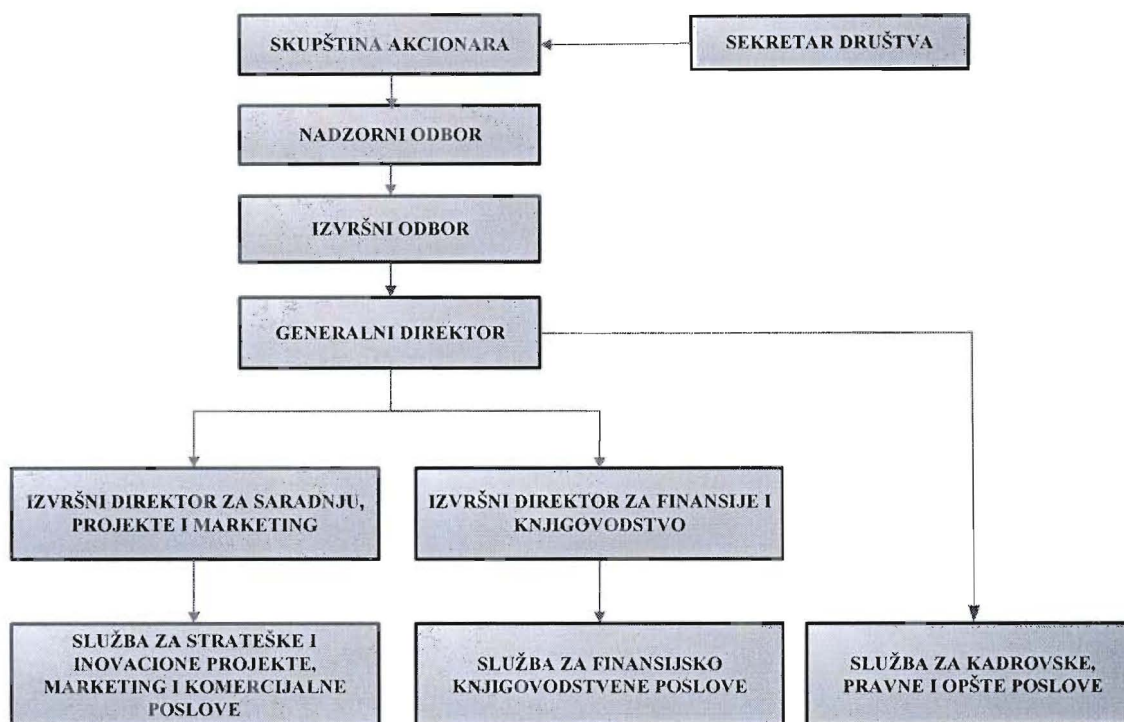 SKUPŠTINA AKCIONARA
SEKRETAR DRUŠTVA
NADZORNI ODBOR
IZVRŠNI ODBOR
GENERALNI DIREKTOR
IZVRŠNI DIREKTOR ZA SARADNJU,
PROJEKTE I MARKETING
IZVRŠNI DIREKTOR ZA FINANSIJE I
KNJIGOVODSTVO
SLUŽBA ZA STRATEŠKE I
INOVACIONE PROJEKTE,
MARKETING I KOMERCIJALNE
POSLOVE
SLUŽBA ZA FINANSIJSKO
KNJIGOVODSTVENE POSLOVE
SLUŽBA ZA KADROVSKE,
PRAVNE I OPŠTE POSLOVE